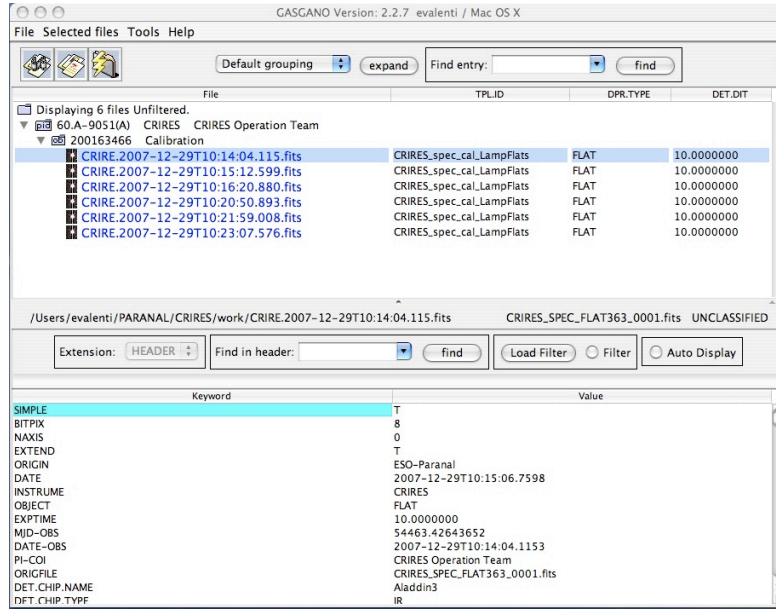 GASGANO Version: 2.2.7 evalenti / Mac OS X
File Selected files Tools Help
Default grouping expand Find entry: find
File TPL.ID DPR.TYPE DET.DIT
Displaying 6 files Unfiltered.
pid 60.A-9051(A) CRIRES CRIRES Operation Team
ob 200163466 Calibration
CRIRE.2007-12-29T10:14:04.115.fits CRIRES_spec_cal_LampFlats FLAT 10.0000000
CRIRE.2007-12-29T10:15:12.599.fits CRIRES_spec_cal_LampFlats FLAT 10.0000000
CRIRE.2007-12-29T10:16:20.880.fits CRIRES_spec_cal_LampFlats FLAT 10.0000000
CRIRE.2007-12-29T10:20:50.893.fits CRIRES_spec_cal_LampFlats FLAT 10.0000000
CRIRE.2007-12-29T10:21:59.008.fits CRIRES_spec_cal_LampFlats FLAT 10.0000000
CRIRE.2007-12-29T10:23:07.576.fits CRIRES_spec_cal_LampFlats FLAT 10.0000000
/Users/evalenti/PARANAL/CRIRES/work/CRIRE.2007-12-29T10:14:04.115.fits CRIRES_SPEC_FLAT363_0001.fits UNCLASSIFIED
Extension: HEADER Find in header: find Load Filter Filter Auto Display
Keyword Value
SIMPLE T
BITPIX 8
NAXIS 0
EXTEND T
ORIGIN ESO-Paranal
DATE 2007-12-29T10:15:06.7598
INSTRUME CRIRES
OBJECT FLAT
EXPTIME 10.0000000
MJD-OBS 54463.42643652
DATE-OBS 2007-12-29T10:14:04.1153
PI-COI CRIRES Operation Team
ORIGFILE CRIRES_SPEC_FLAT363_0001.fits
DET.CHIP.NAME Aladdin3
DET.CHIP.TYPE IR